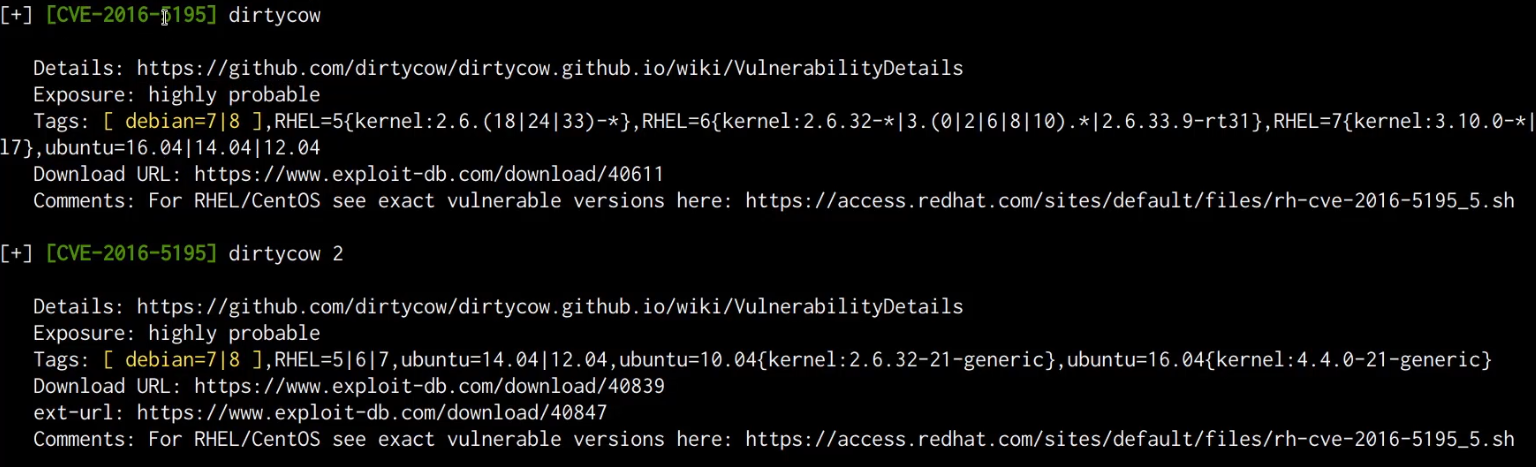 [+] [CVE-2016-5195] dirtycow
Details: https://github.com/dirtycow/dirtycow.github.io/wiki/VulnerabilityDetails
Exposure: highly probable
Tags: [ debian=7|8 ],RHEL=5{kernel:2.6.(18|24|33)-*},RHEL=6{kernel:2.6.32-*|3.(0|2|6|8|10).*|2.6.33.9-rt31},RHEL=7{kernel:3.10.0-*|
l7},ubuntu=16.04|14.04|12.04
Download URL: https://www.exploit-db.com/download/40611
Comments: For RHEL/CentOS see exact vulnerable versions here: https://access.redhat.com/sites/default/files/rh-cve-2016-5195_5.sh
[+] [CVE-2016-5195] dirtycow 2
Details: https://github.com/dirtycow/dirtycow.github.io/wiki/VulnerabilityDetails
Exposure: highly probable
Tags: [ debian=7|8 ],RHEL=5|6|7,ubuntu=14.04|12.04,ubuntu=10.04{kernel:2.6.32-21-generic},ubuntu=16.04{kernel:4.4.0-21-generic}
Download URL: https://www.exploit-db.com/download/40839
ext-url: https://www.exploit-db.com/download/40847
Comments: For RHEL/CentOS see exact vulnerable versions here: https://access.redhat.com/sites/default/files/rh-cve-2016-5195_5.sh